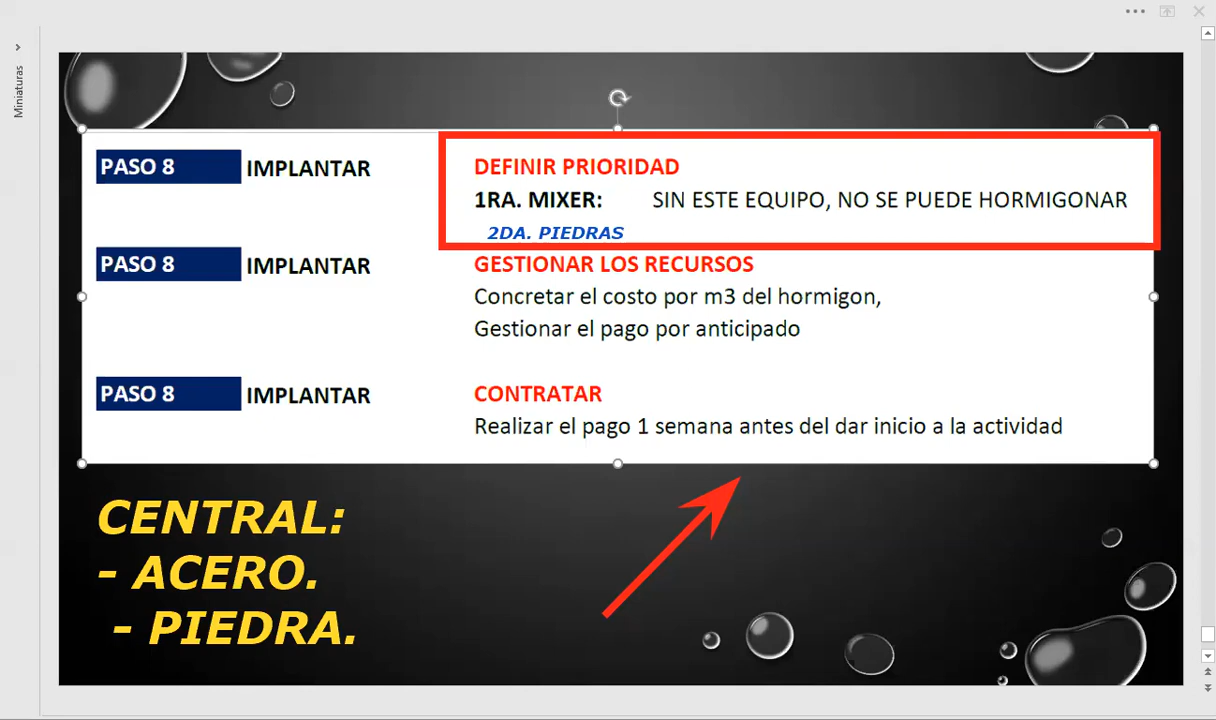 Miniaturas
PASO 8 IMPLANTAR DEFINIR PRIORIDAD
1RA. MIXER: SIN ESTE EQUIPO, NO SE PUEDE HORMIGONAR
2DA. PIEDRAS
PASO 8 IMPLANTAR GESTIONAR LOS RECURSOS
Concretar el costo por m3 del hormigon,
Gestionar el pago por anticipado
PASO 8 IMPLANTAR CONTRATAR
Realizar el pago 1 semana antes del dar inicio a la actividad
CENTRAL:
- ACERO.
- PIEDRA.